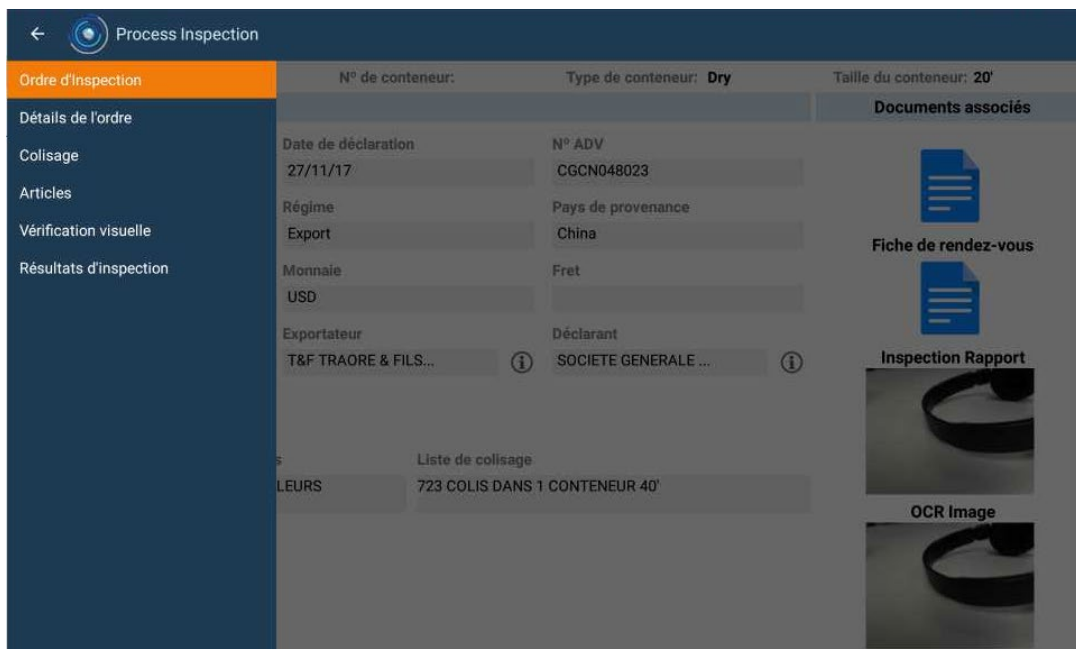 Process Inspection
Ordre d'Inspection
Détails de l'ordre
Colisage
Articles
Vérification visuelle
Résultats d'inspection
Nº de conteneur: Type de conteneur: Dry Taille du conteneur: 20'
Documents associés
Date de déclaration Nº ADV
27/11/17 CGCN048023
Régime Pays de provenance
Export China
Monnaie Fret
USD
Exportateur Déclarant
T&F TRAORE & FILS... SOCIETE GENERALE ...
s Liste de colisage
LEURS 723 COLIS DANS 1 CONTENEUR 40'
Fiche de rendez-vous
Inspection Rapport
OCR Image